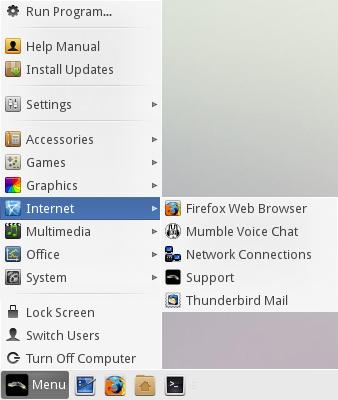 Run Program...
Help Manual
Install Updates
Settings
Accessories
Games
Graphics
Internet
Multimedia
Office
System
Lock Screen
Switch Users
Turn Off Computer
Firefox Web Browser
Mumble Voice Chat
Network Connections
Support
Thunderbird Mail
Menu